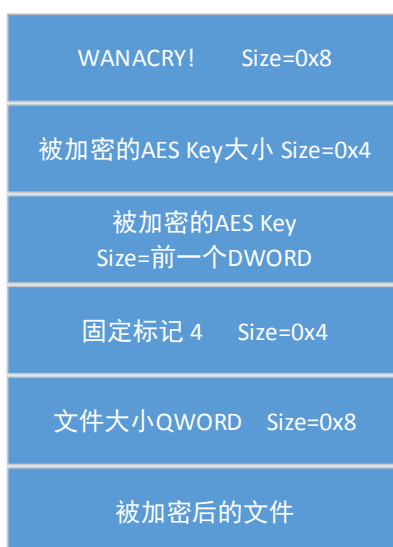 WANACRY! Size=0x8
被加密的AES Key大小 Size=0x4
被加密的AES Key
Size=前一个DWORD
固定标记 4 Size=0x4
文件大小QWORD Size=0x8
被加密后的文件